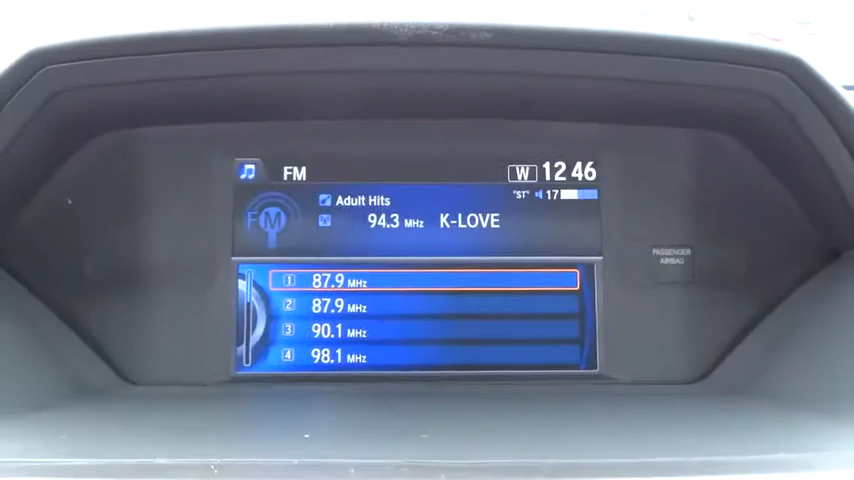 FM
W 12 46
"ST" 17
Adult Hits
FM
94.3 MHz K-LOVE
1 87.9 MHz
2 87.9 MHz
3 90.1 MHz
4 98.1 MHz
PASSENGER
AIRBAG